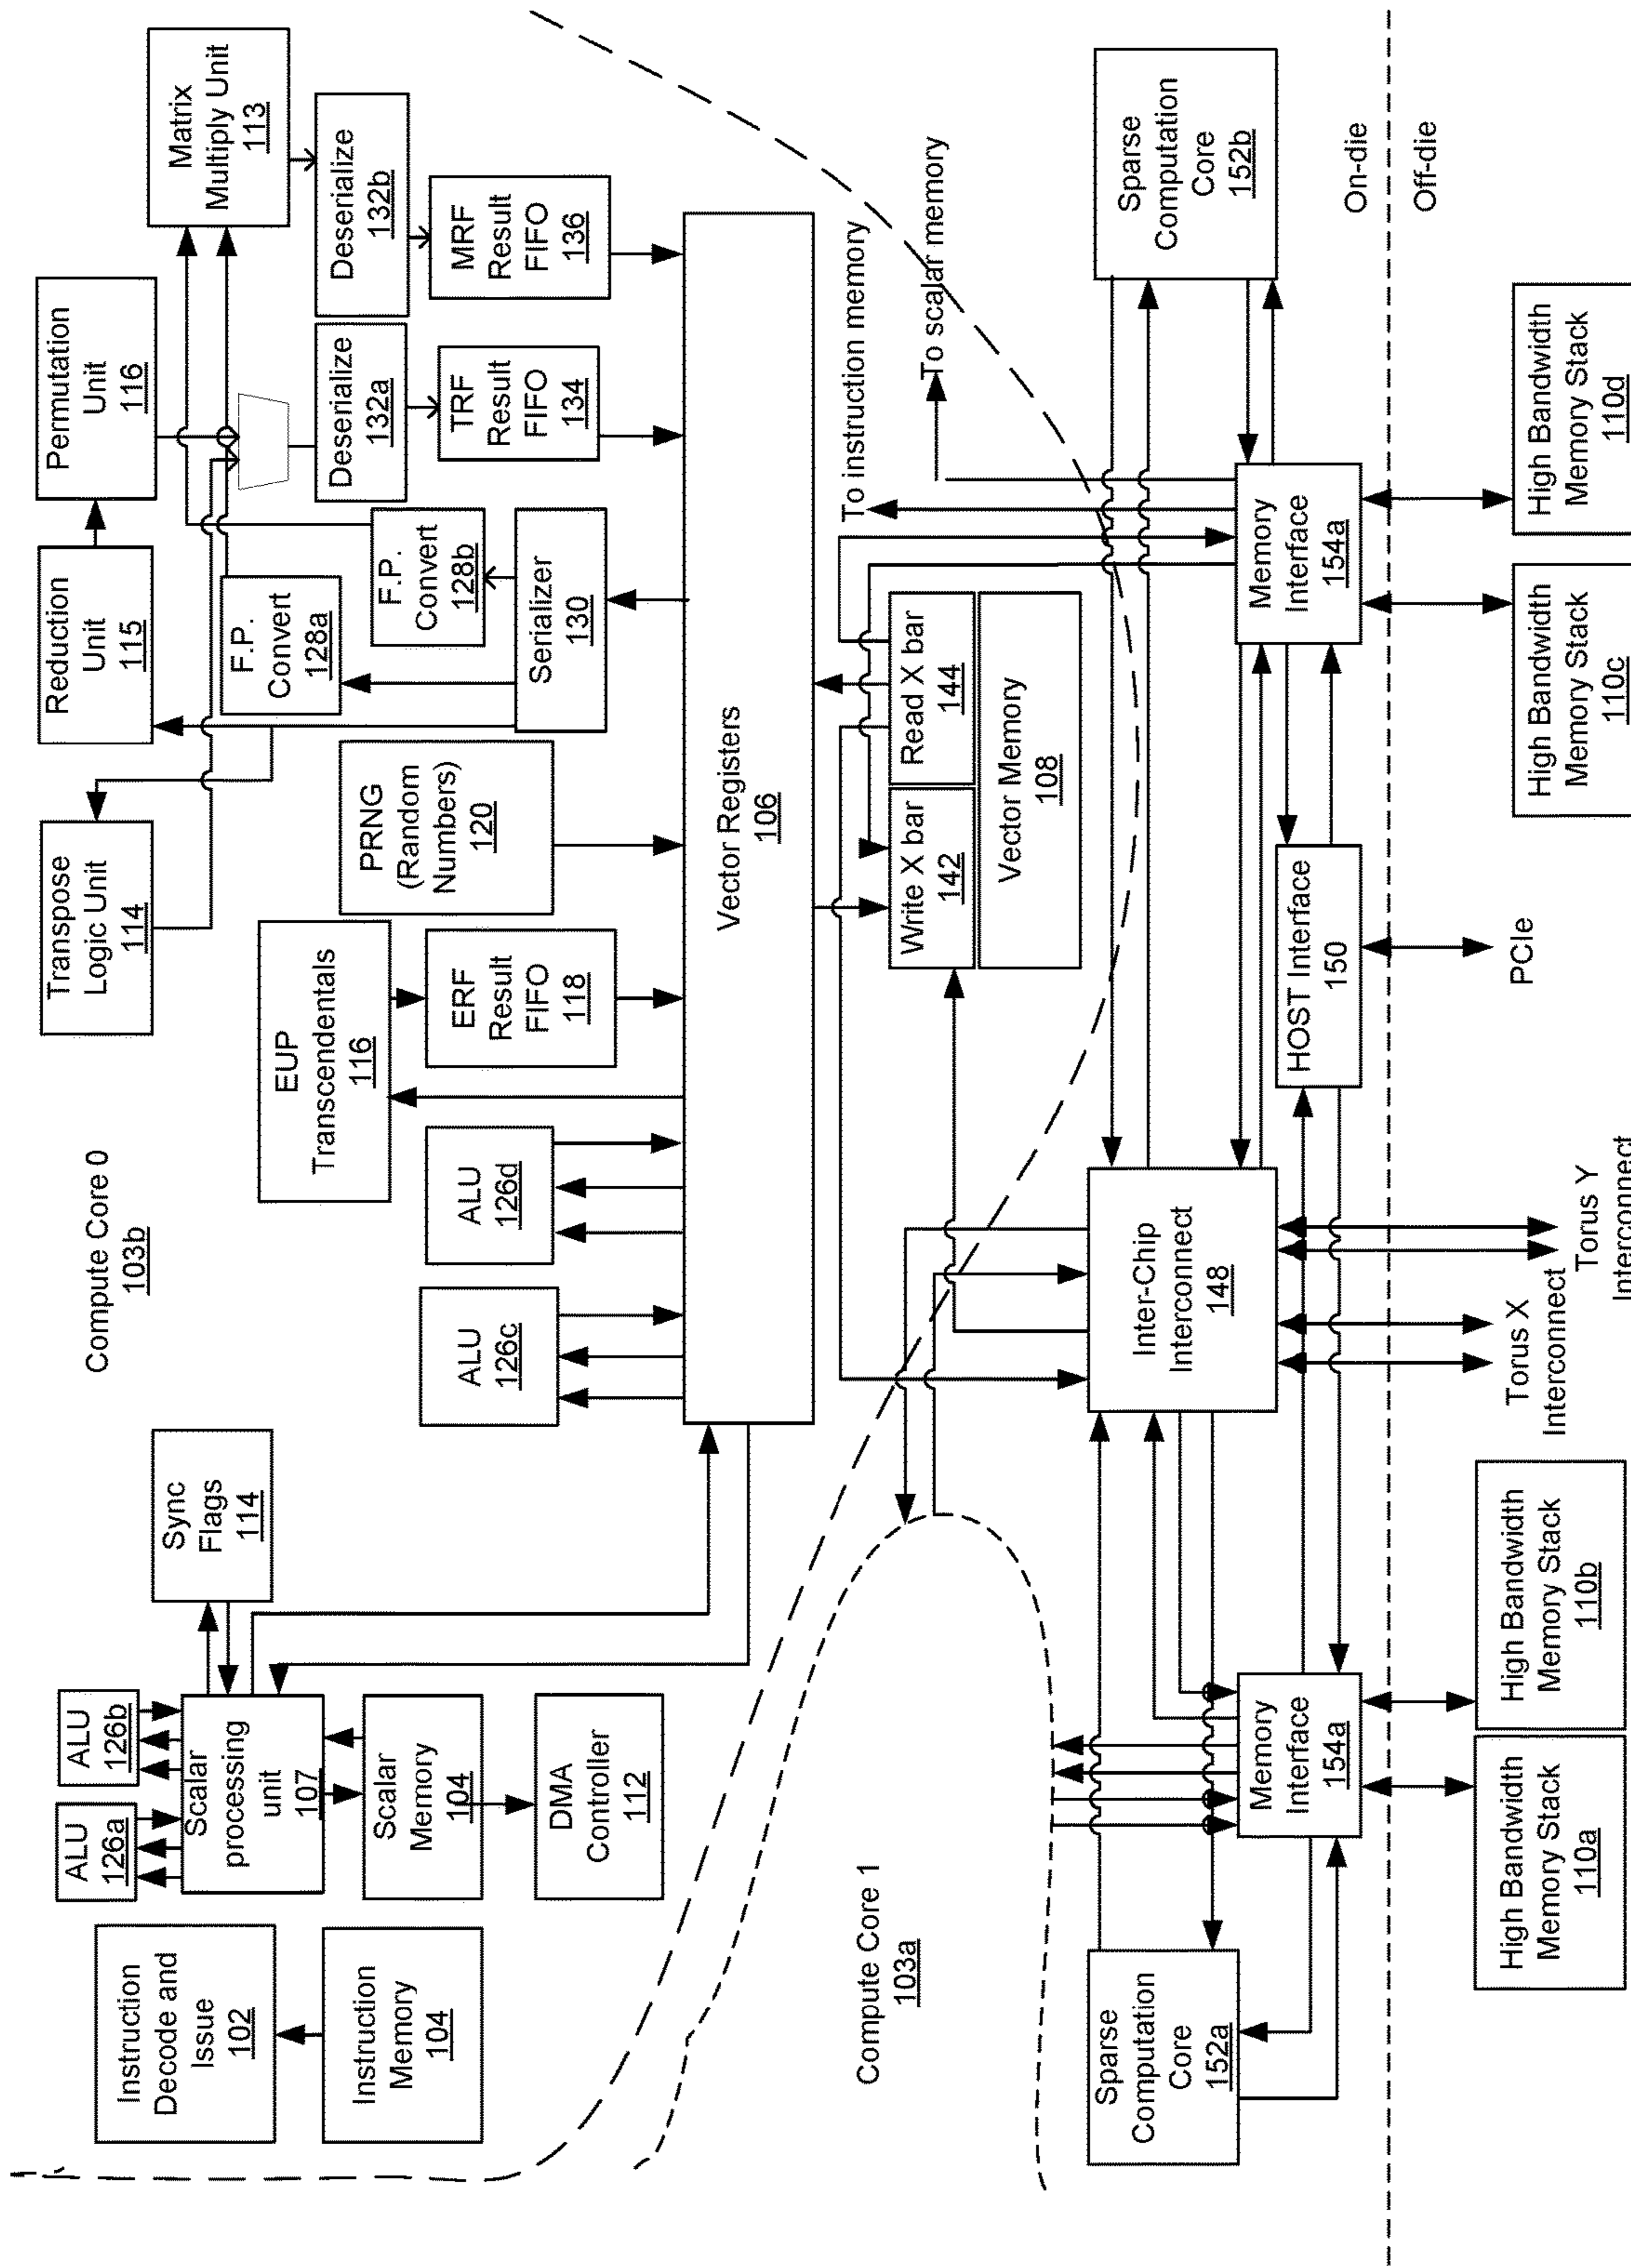 Compute Core 0
103b
Instruction
Decode and
Issue
102
Instruction
Memory
104
ALU
126a
ALU
126b
Scalar
processing
unit
107
Sync
Flags
114
Scalar
Memory
104
DMA
Controller
112
ALU
126c
ALU
126d
EUP
Transcendentals
116
ERF
Result
FIFO
118
PRNG
(Random
Numbers)
120
Transpose
Logic Unit
114
Reduction
Unit
115
Permutation
Unit
116
Matrix
Multiply Unit
113
F.P.
Convert
128a
F.P.
Convert
128b
Serializer
130
Deserialize
132a
Deserialize
132b
TRF
Result
FIFO
134
MRF
Result
FIFO
136
Vector Registers
106
Write X bar
142
Read X bar
144
Vector Memory
108
To instruction memory
To scalar memory
Compute Core 1
103a
Sparse
Computation
Core
152a
Inter-Chip
Interconnect
148
Sparse
Computation
Core
152b
Memory
Interface
154a
HOST Interface
150
Memory
Interface
154a
On-die
Off-die
High Bandwidth
Memory Stack
110a
High Bandwidth
Memory Stack
110b
Torus X
Interconnect
Torus Y
Interconnect
PCIe
High Bandwidth
Memory Stack
110c
High Bandwidth
Memory Stack
110d